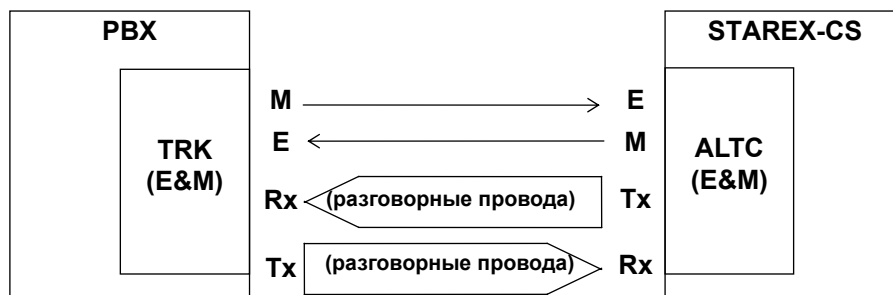 PBX STAREX-CS
M E
E M
TRK ALTC
(E&M) (E&M)
Rx (разговорные провода) Tx
Tx (разговорные провода) Rx